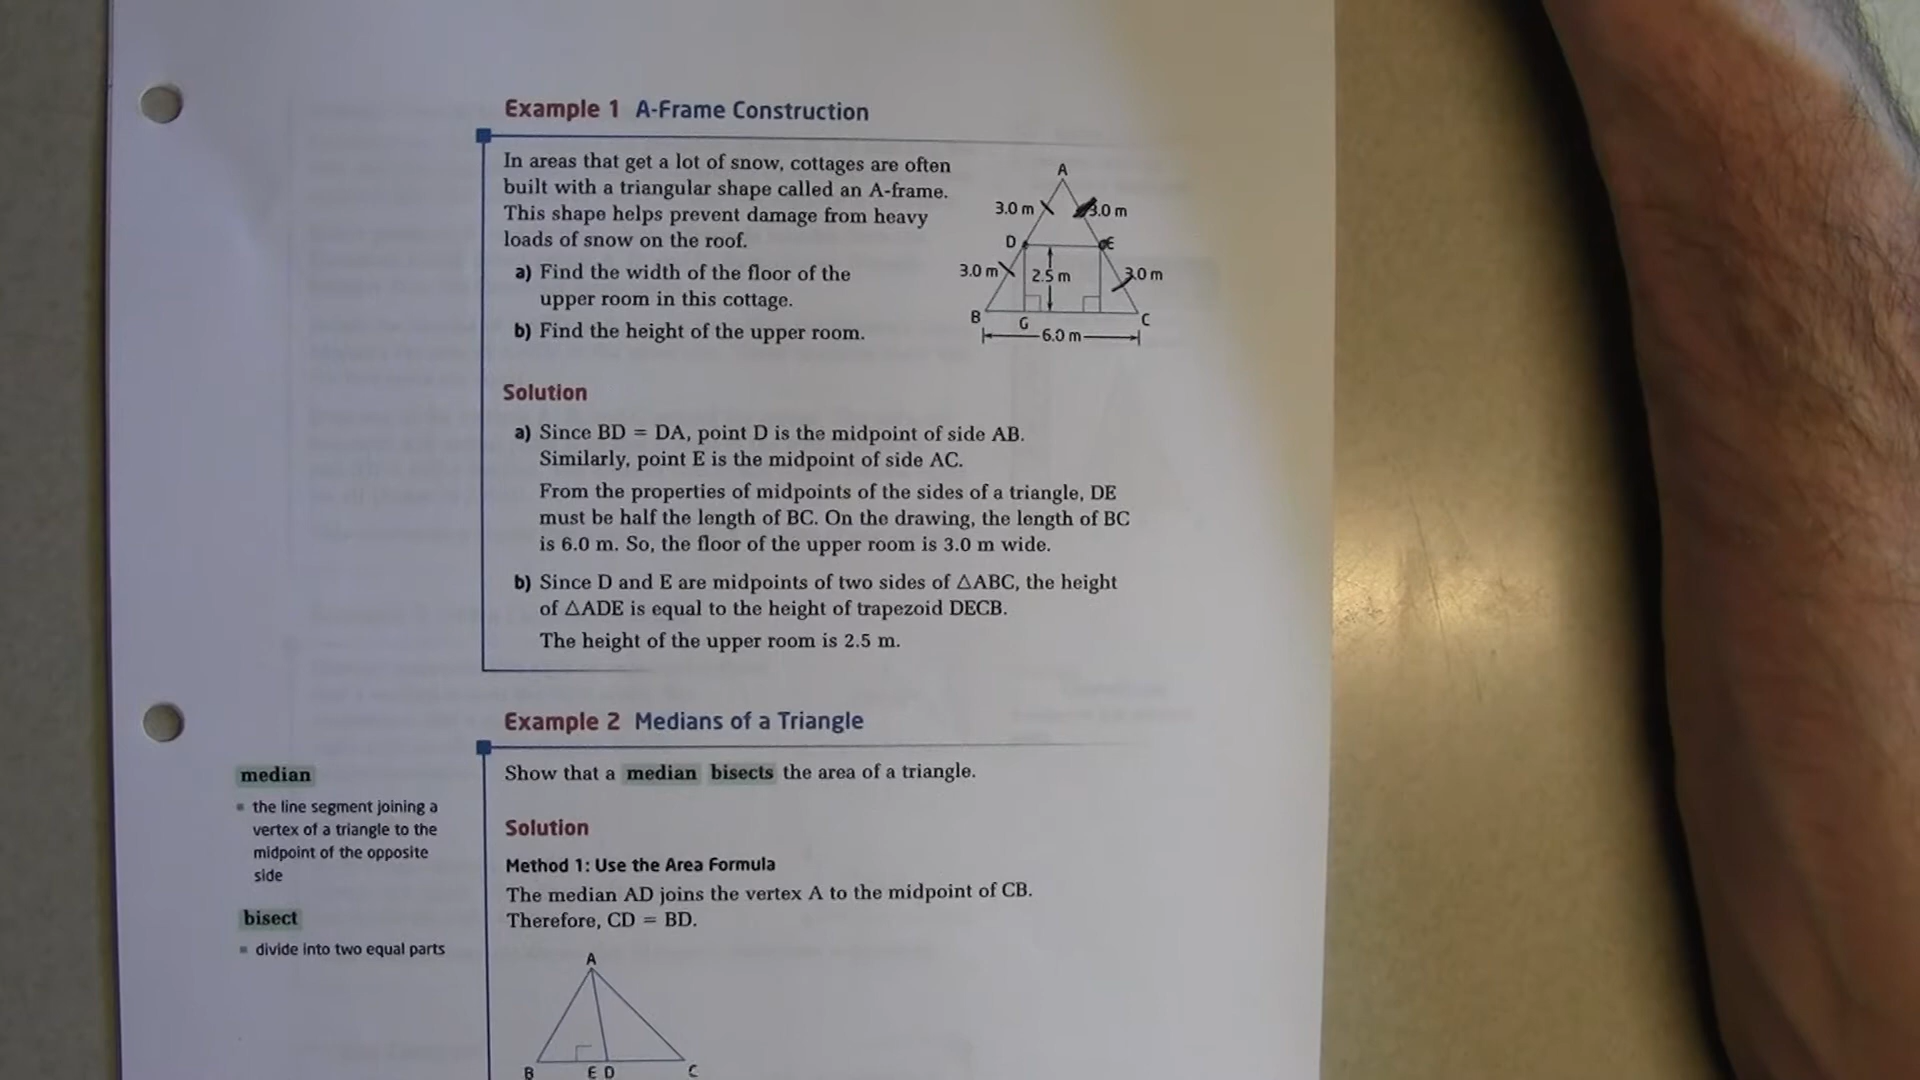 Example 1 A-Frame Construction
In areas that get a lot of snow, cottages are often
built with a triangular shape called an A-frame.
This shape helps prevent damage from heavy
loads of snow on the roof.
a) Find the width of the floor of the
upper room in this cottage.
b) Find the height of the upper room.
A
3.0 m 3.0 m
D E
3.0 m 2.5 m 3.0 m
B G C
6.0 m
Solution
a) Since BD = DA, point D is the midpoint of side AB.
Similarly, point E is the midpoint of side AC.
From the properties of midpoints of the sides of a triangle, DE
must be half the length of BC. On the drawing, the length of BC
is 6.0 m. So, the floor of the upper room is 3.0 m wide.
b) Since D and E are midpoints of two sides of △ABC, the height
of △ADE is equal to the height of trapezoid DECB.
The height of the upper room is 2.5 m.
Example 2 Medians of a Triangle
median
▪ the line segment joining a
vertex of a triangle to the
midpoint of the opposite
side
bisect
▪ divide into two equal parts
Show that a median bisects the area of a triangle.
Solution
Method 1: Use the Area Formula
The median AD joins the vertex A to the midpoint of CB.
Therefore, CD = BD.
A
B E D C